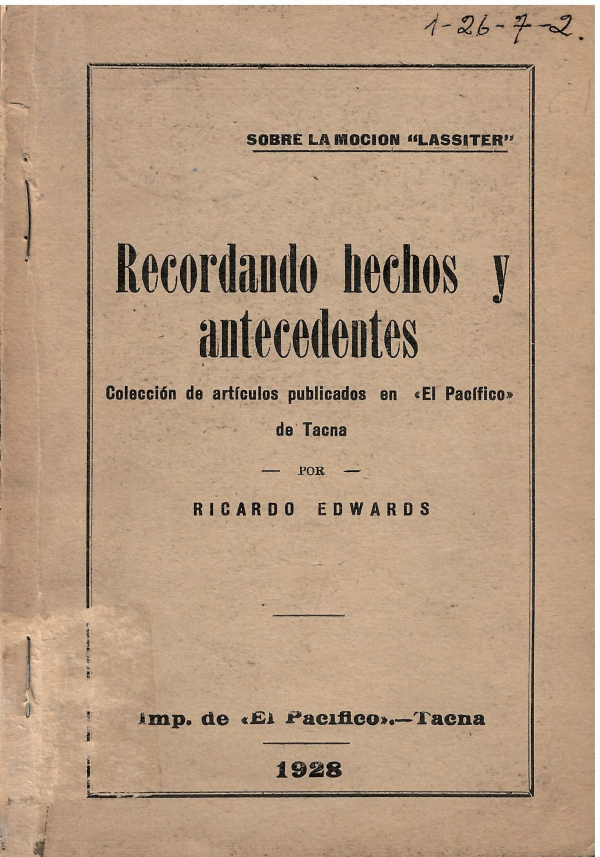 1-26-7-2.
SOBRE LA MOCION "LASSITER"
Recordando hechos y
antecedentes
Colección de artículos publicados en «El Pacífico»
de Tacna
— POR —
RICARDO EDWARDS
Imp. de «El Pacífico».—Tacna
1928